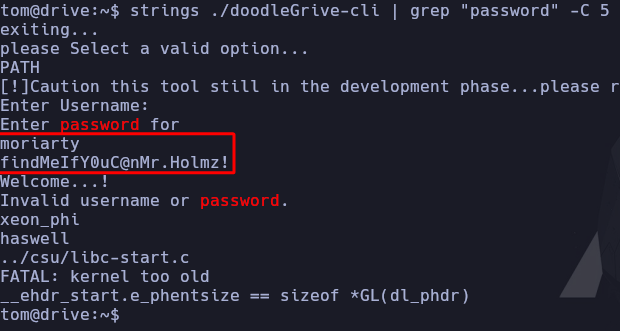 tom@drive:~$ strings ./doodleGrive-cli | grep "password" -C 5
exiting...
please Select a valid option...
PATH
[!]Caution this tool still in the development phase...please r
Enter Username:
Enter password for
moriarty
findMeIfY0uC@nMr.Holmz!
Welcome...!
Invalid username or password.
xeon_phi
haswell
../csu/libc-start.c
FATAL: kernel too old
__ehdr_start.e_phentsize == sizeof *GL(dl_phdr)
tom@drive:~$